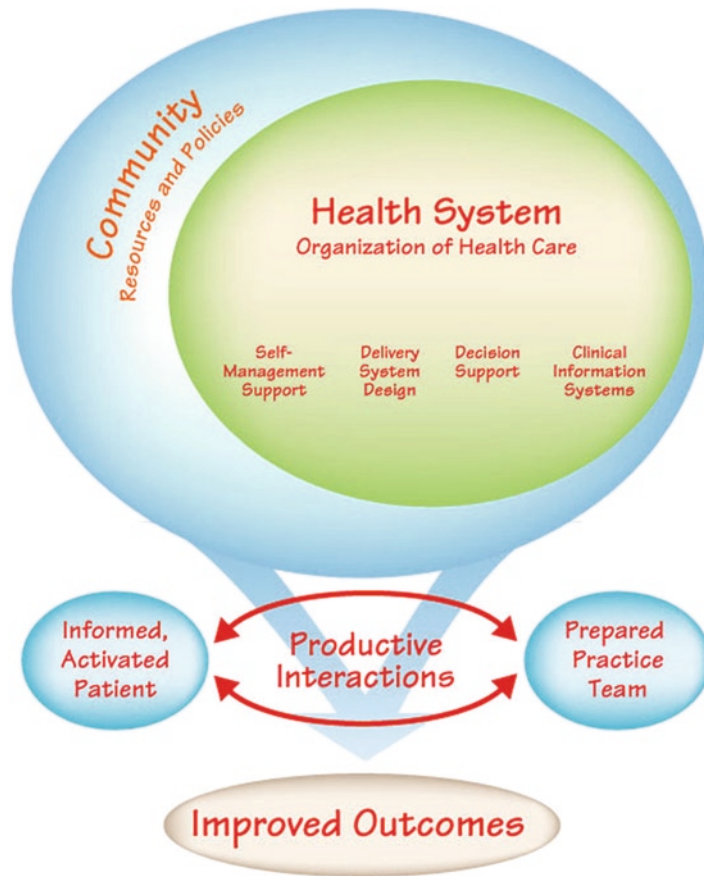 Community
Resources and Policies
Health System
Organization of Health Care
Self-
Management
Support
Delivery
System
Design
Decision
Support
Clinical
Information
Systems
Informed,
Activated
Patient
Productive
Interactions
Prepared
Practice
Team
Improved Outcomes